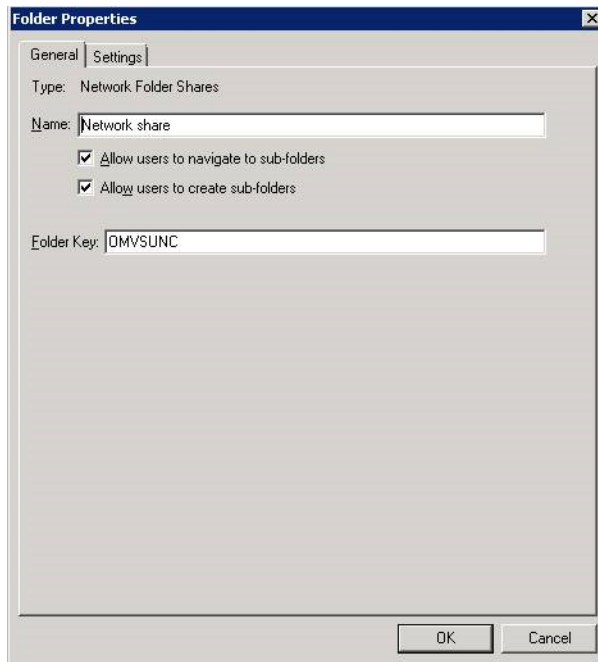 Folder Properties
General Settings
Type: Network Folder Shares
Name: Network share
Allow users to navigate to sub-folders
Allow users to create sub-folders
Folder Key: OMVSUNC
OK Cancel